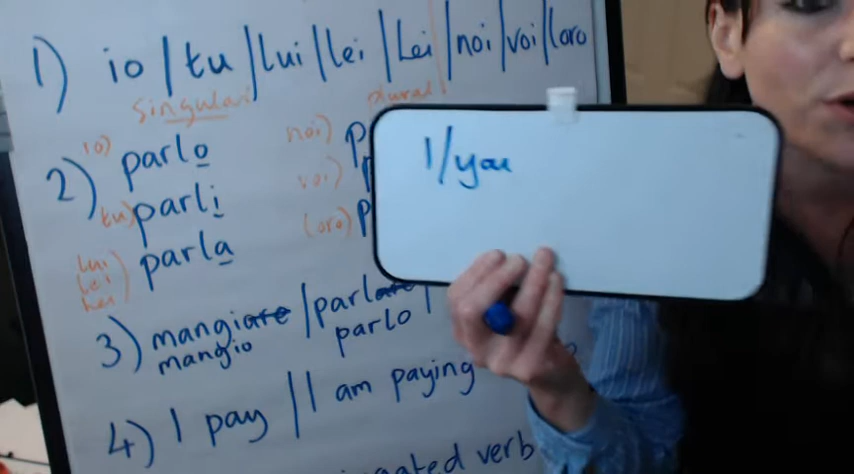 1) io / tu / lui / lei / Lei / noi / voi / loro
singular plural
2) io) parlo noi) p
tu) parli voi)
lui lei Lei) parla (loro) p
I/you
3) mangiare / parlare /
mangio parlo
4) I pay / I am paying
verb